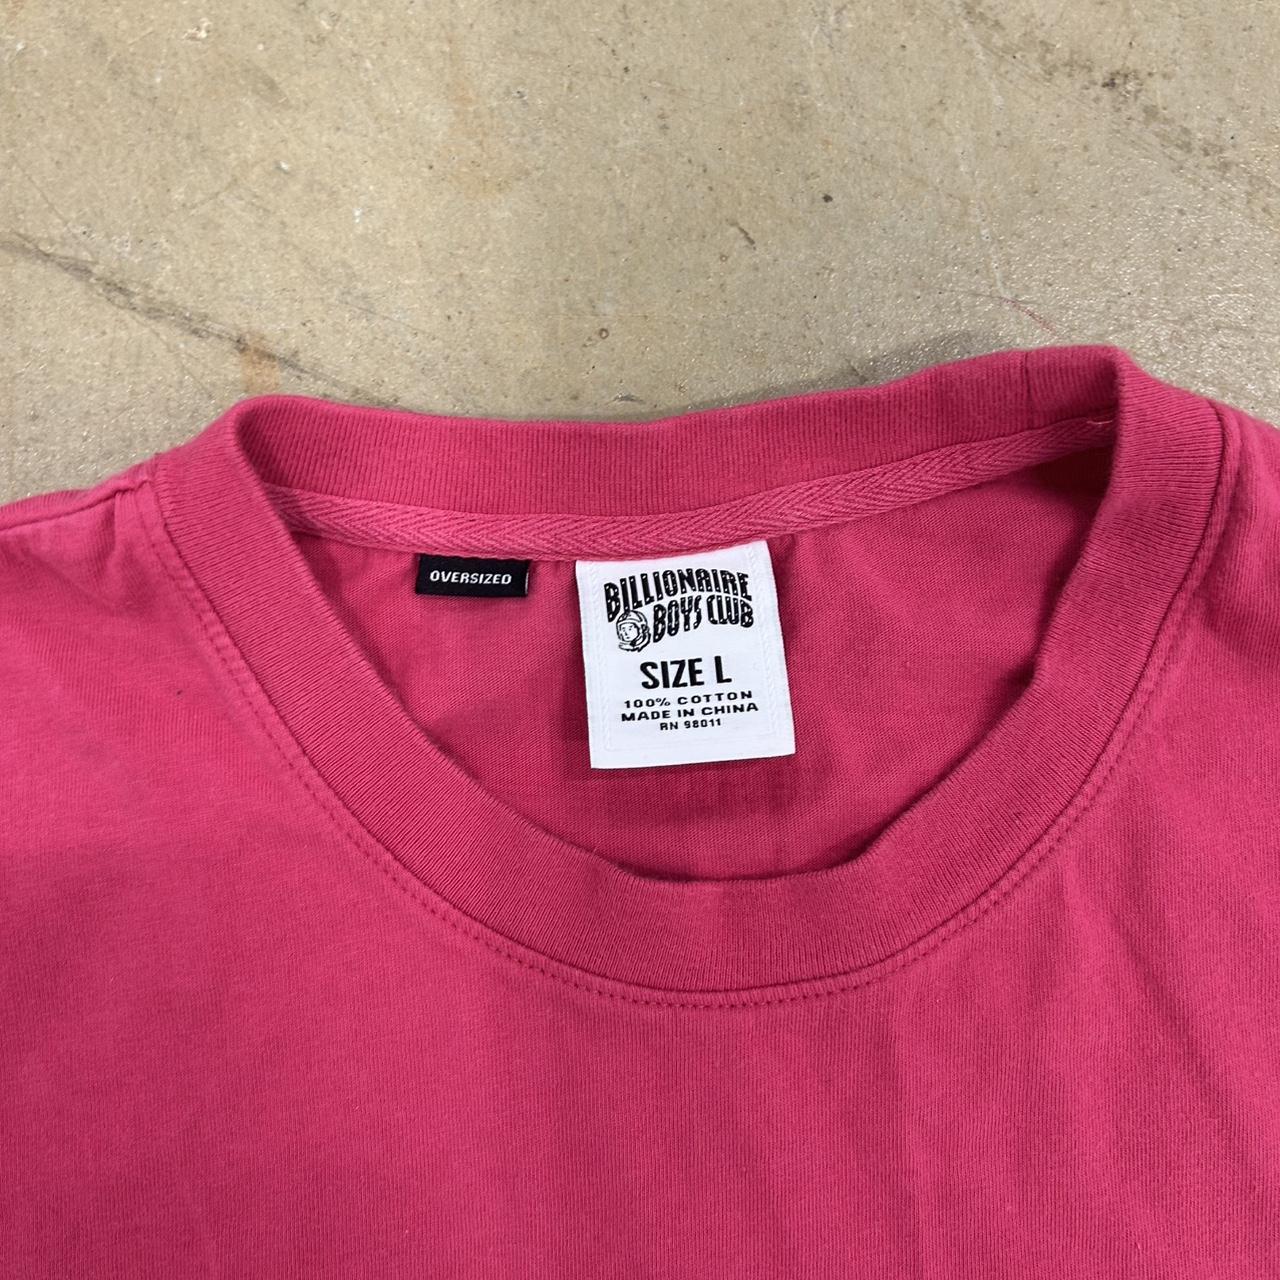 OVERSIZED
BILLIONAIRE
BOYS CLUB
SIZE L
100% COTTON
MADE IN CHINA
RN 98011